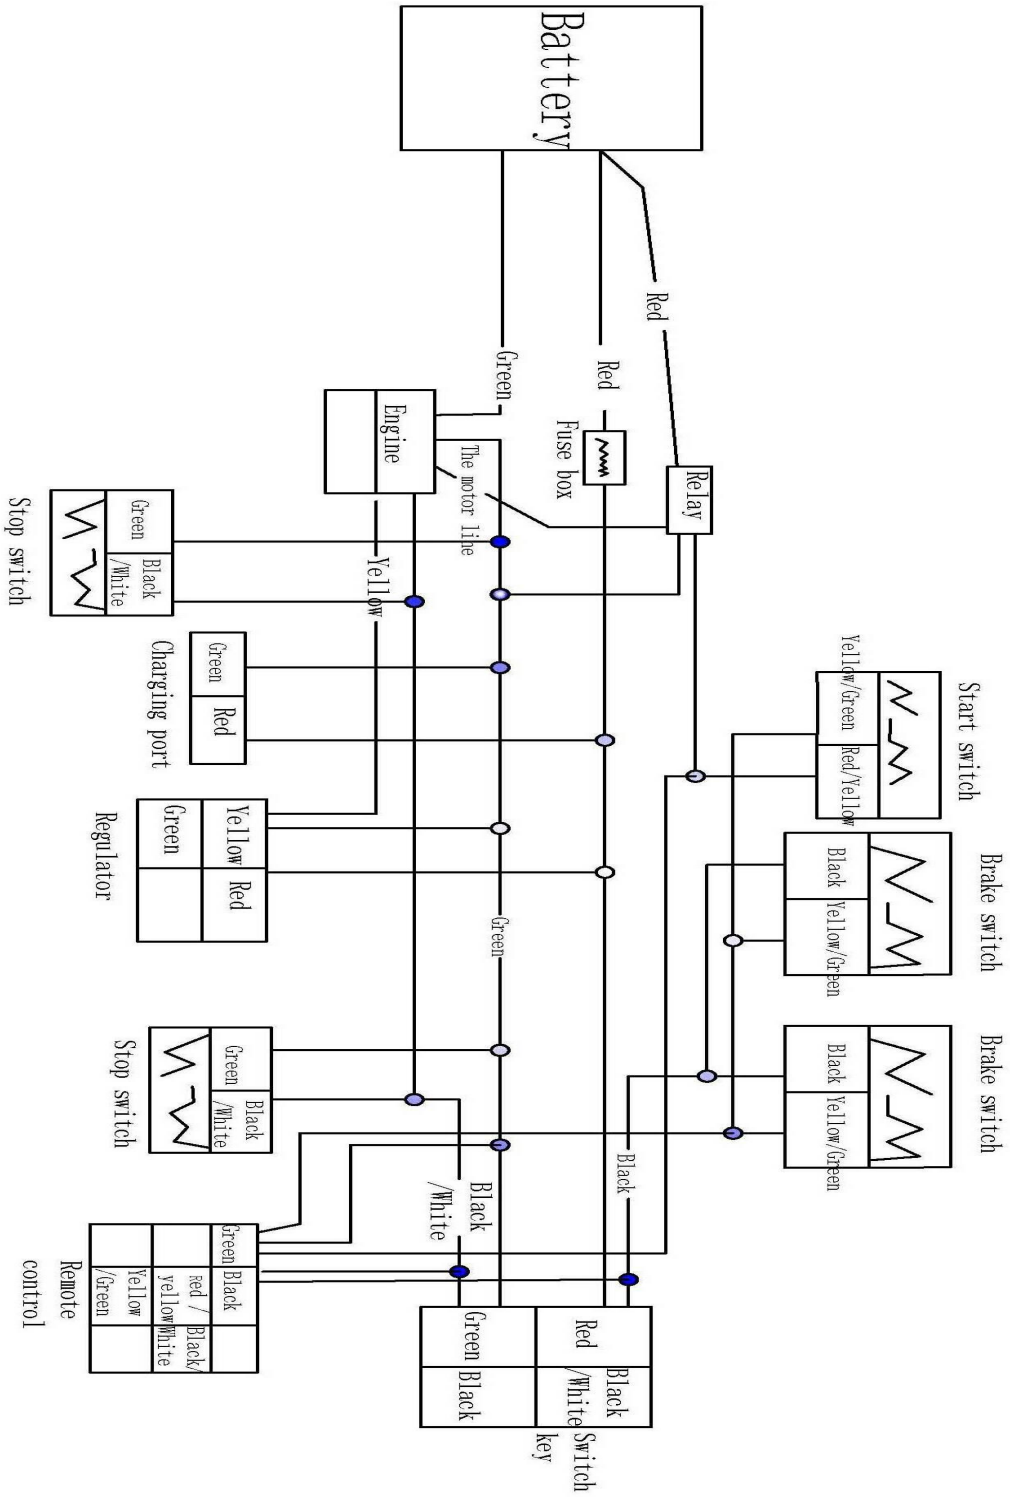 Battery
Red
Red
Green
Relay
Fuse box
The motor line
Engine
Yellow
Green
Black
/White
Stop switch
Green
Red
Charging port
Yellow
Red
Green
Regulator
Green
Yellow/Green
Red/Yellow
Start switch
Black
Yellow/Green
Brake switch
Black
Yellow/Green
Brake switch
Green
Black
/White
Stop switch
Black
Black
/White
Green
Black
Red /
yellow
Black/
White
Yellow
/Green
Remote
control
Red
Black
/White
Green
Black
Switch
key